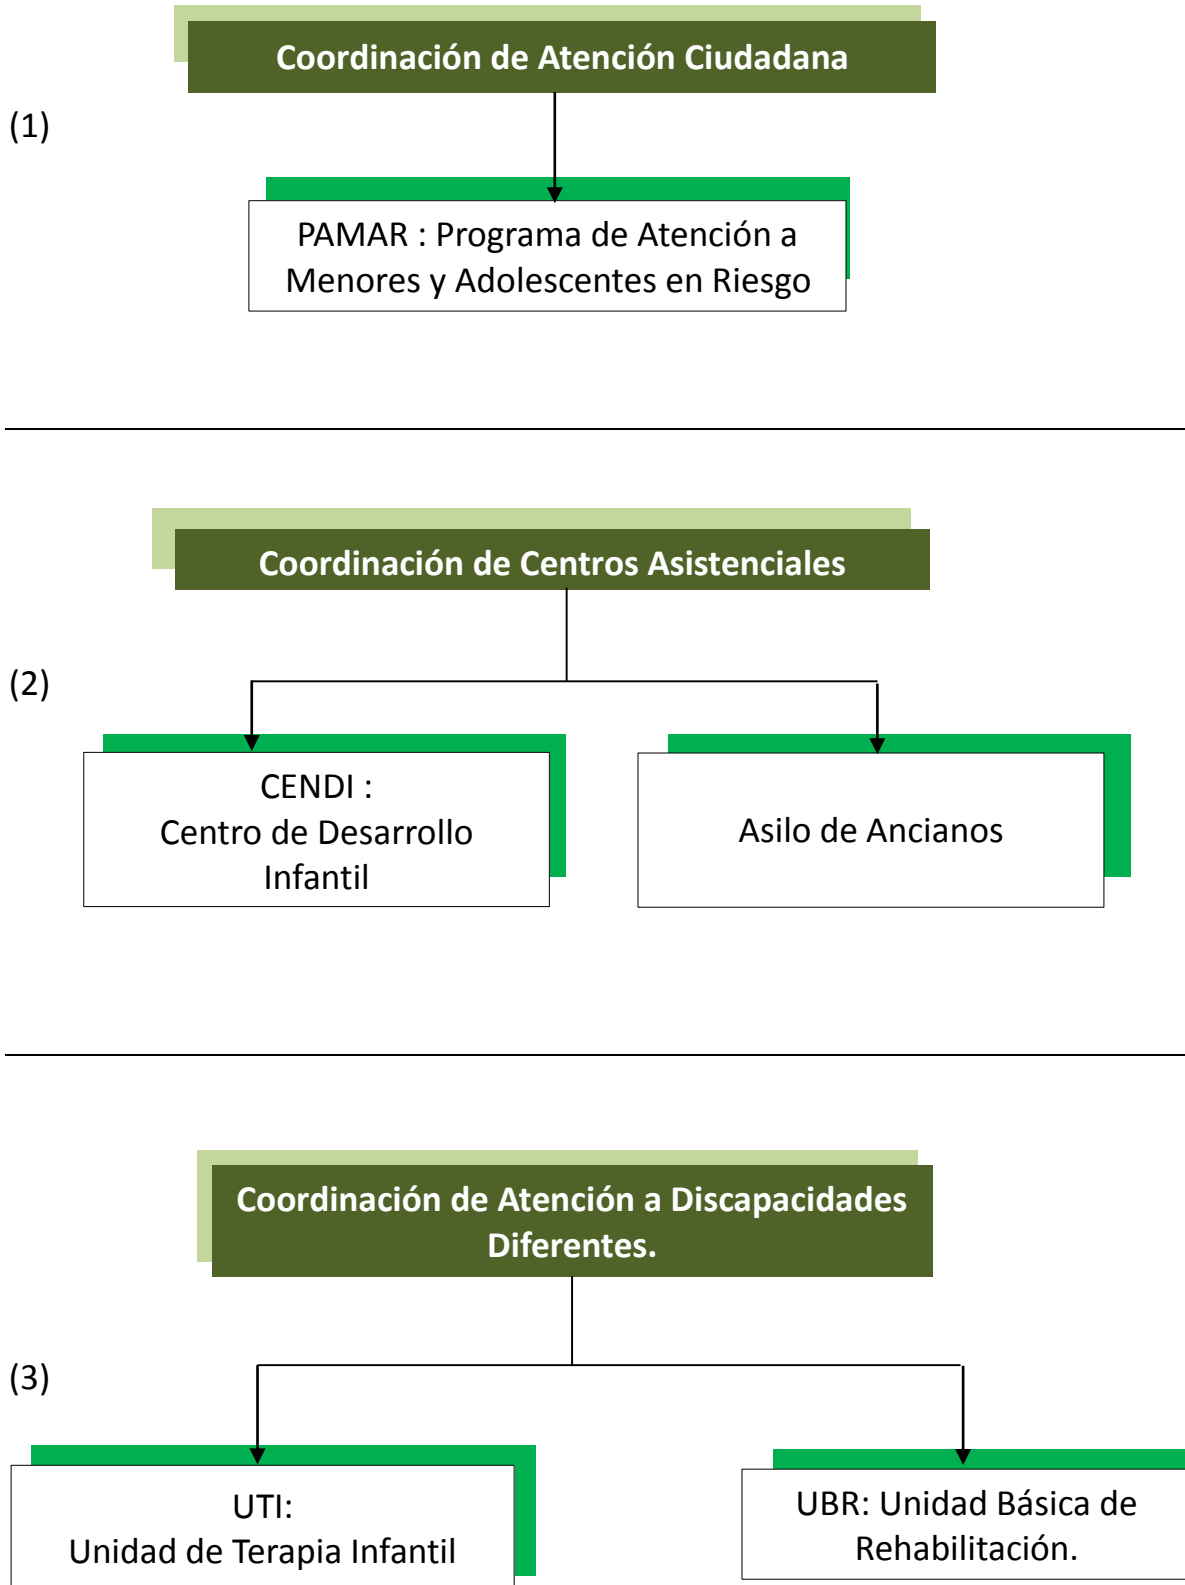 Coordinación de Atención Ciudadana
(1)
PAMAR : Programa de Atención a
Menores y Adolescentes en Riesgo
Coordinación de Centros Asistenciales
(2)
CENDI :
Centro de Desarrollo
Infantil
Asilo de Ancianos
Coordinación de Atención a Discapacidades
Diferentes.
(3)
UTI:
Unidad de Terapia Infantil
UBR: Unidad Básica de
Rehabilitación.